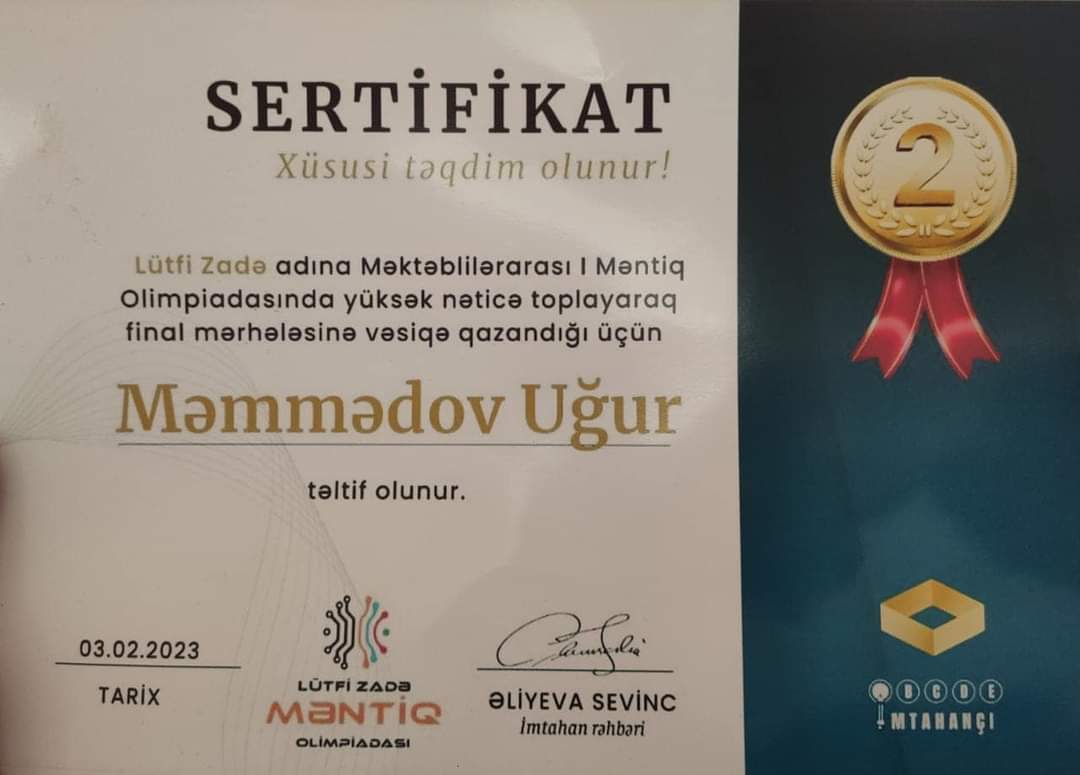 SERTİFİKAT
Xüsusi təqdim olunur!
2
Lütfi Zadə adına Məktəblilərarası I Məntiq
Olimpiadasında yüksək nəticə toplayaraq
final mərhələsinə vəsiqə qazandığı üçün
Məmmədov Uğur
təltif olunur.
03.02.2023
TARİX
LÜTFİ ZADƏ
MƏNTİQ
OLİMPİADASI
ƏLİYEVA SEVİNC
İmtahan rəhbəri
B C D E
İMTAHANÇI